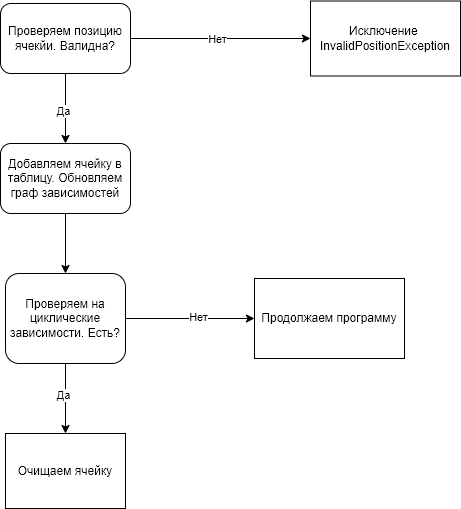 Проверяем позицию
ячекйи. Валидна?
Нет
Исключение
InvalidPositionException
Да
Добавляем ячейку в
таблицу. Обновляем
граф зависимостей
Проверяем на
циклические
зависимости. Есть?
Нет
Продолжаем программу
Да
Очищаем ячейку